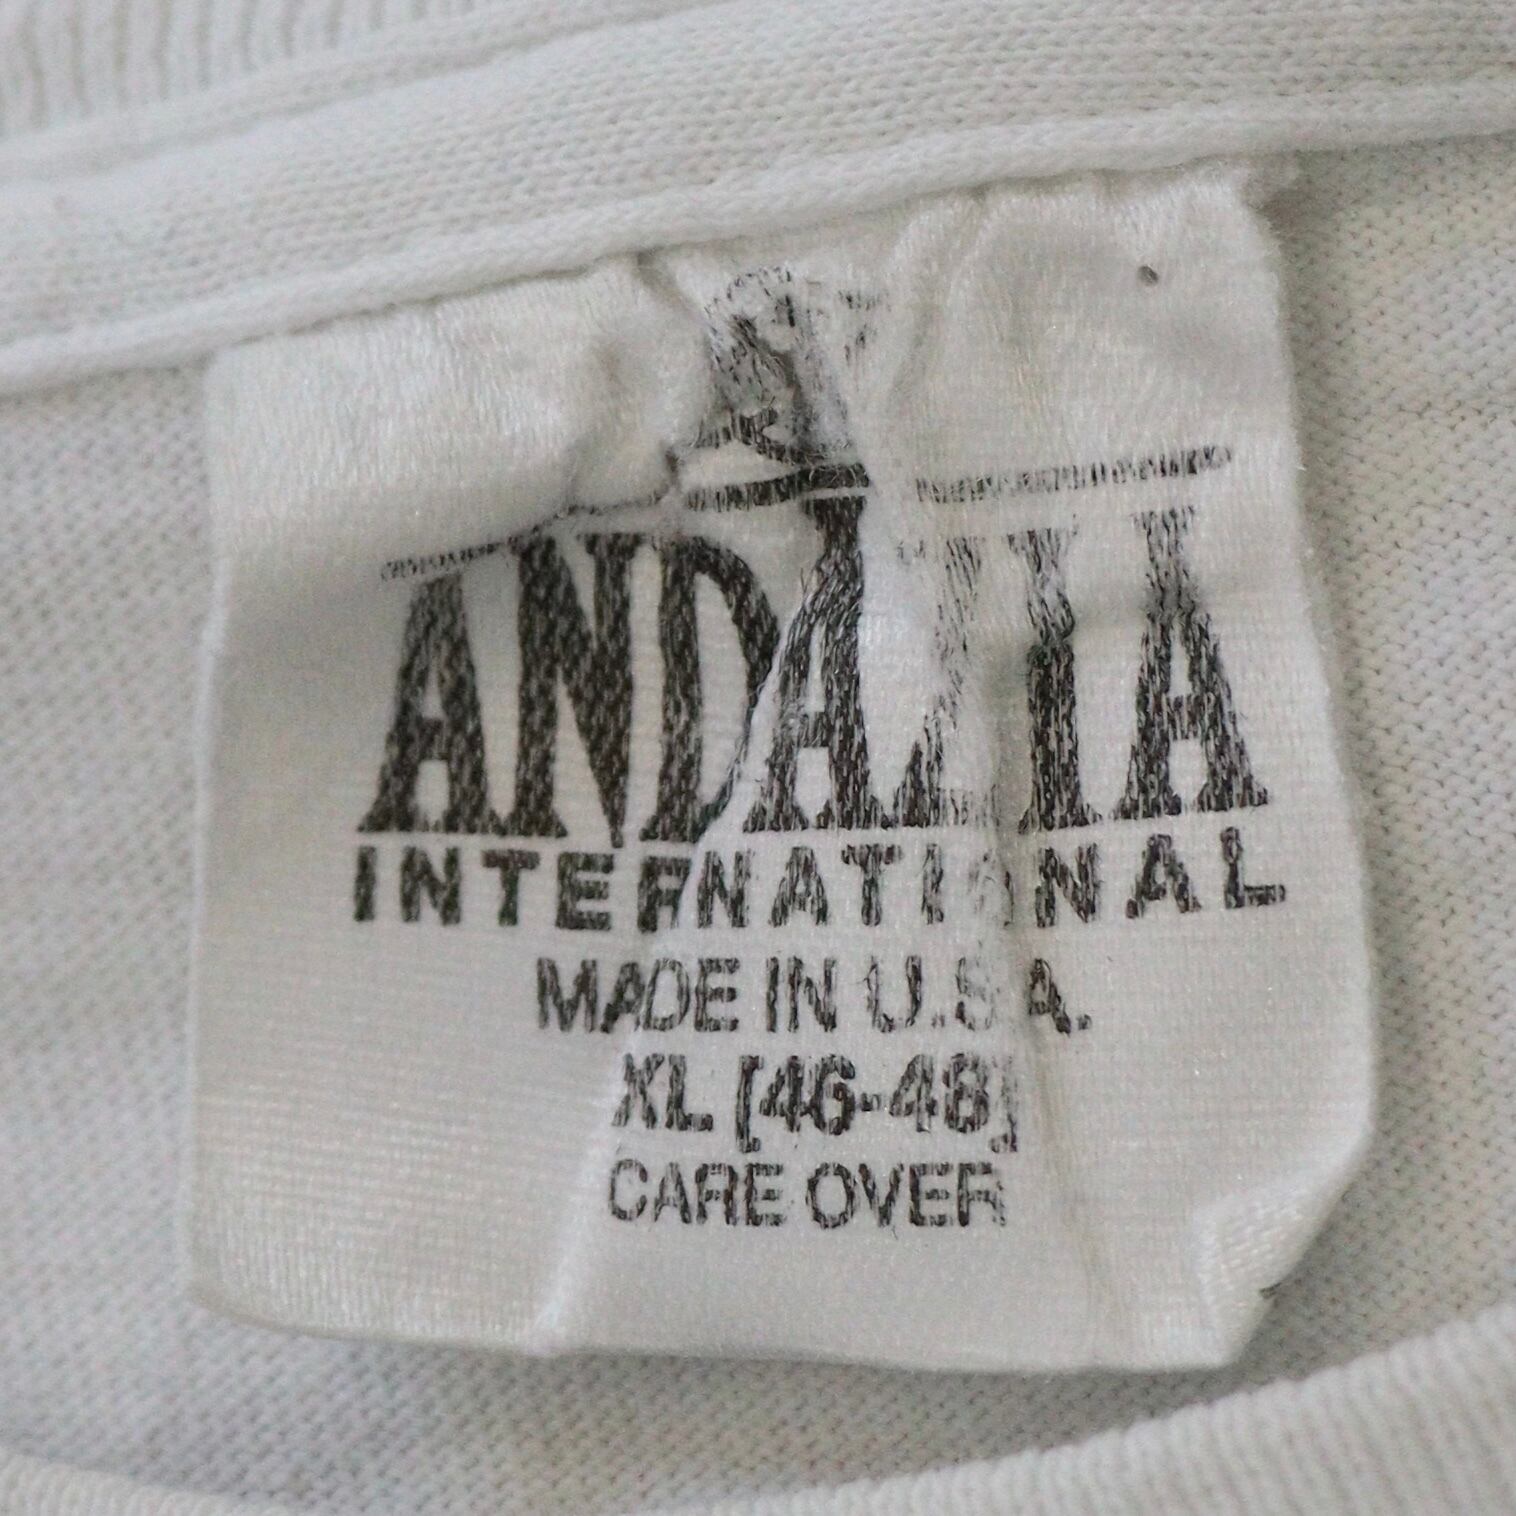 ANDAZIA
INTERNATIONAL
MADE IN U.S.A.
XL [46-48]
CARE OVER